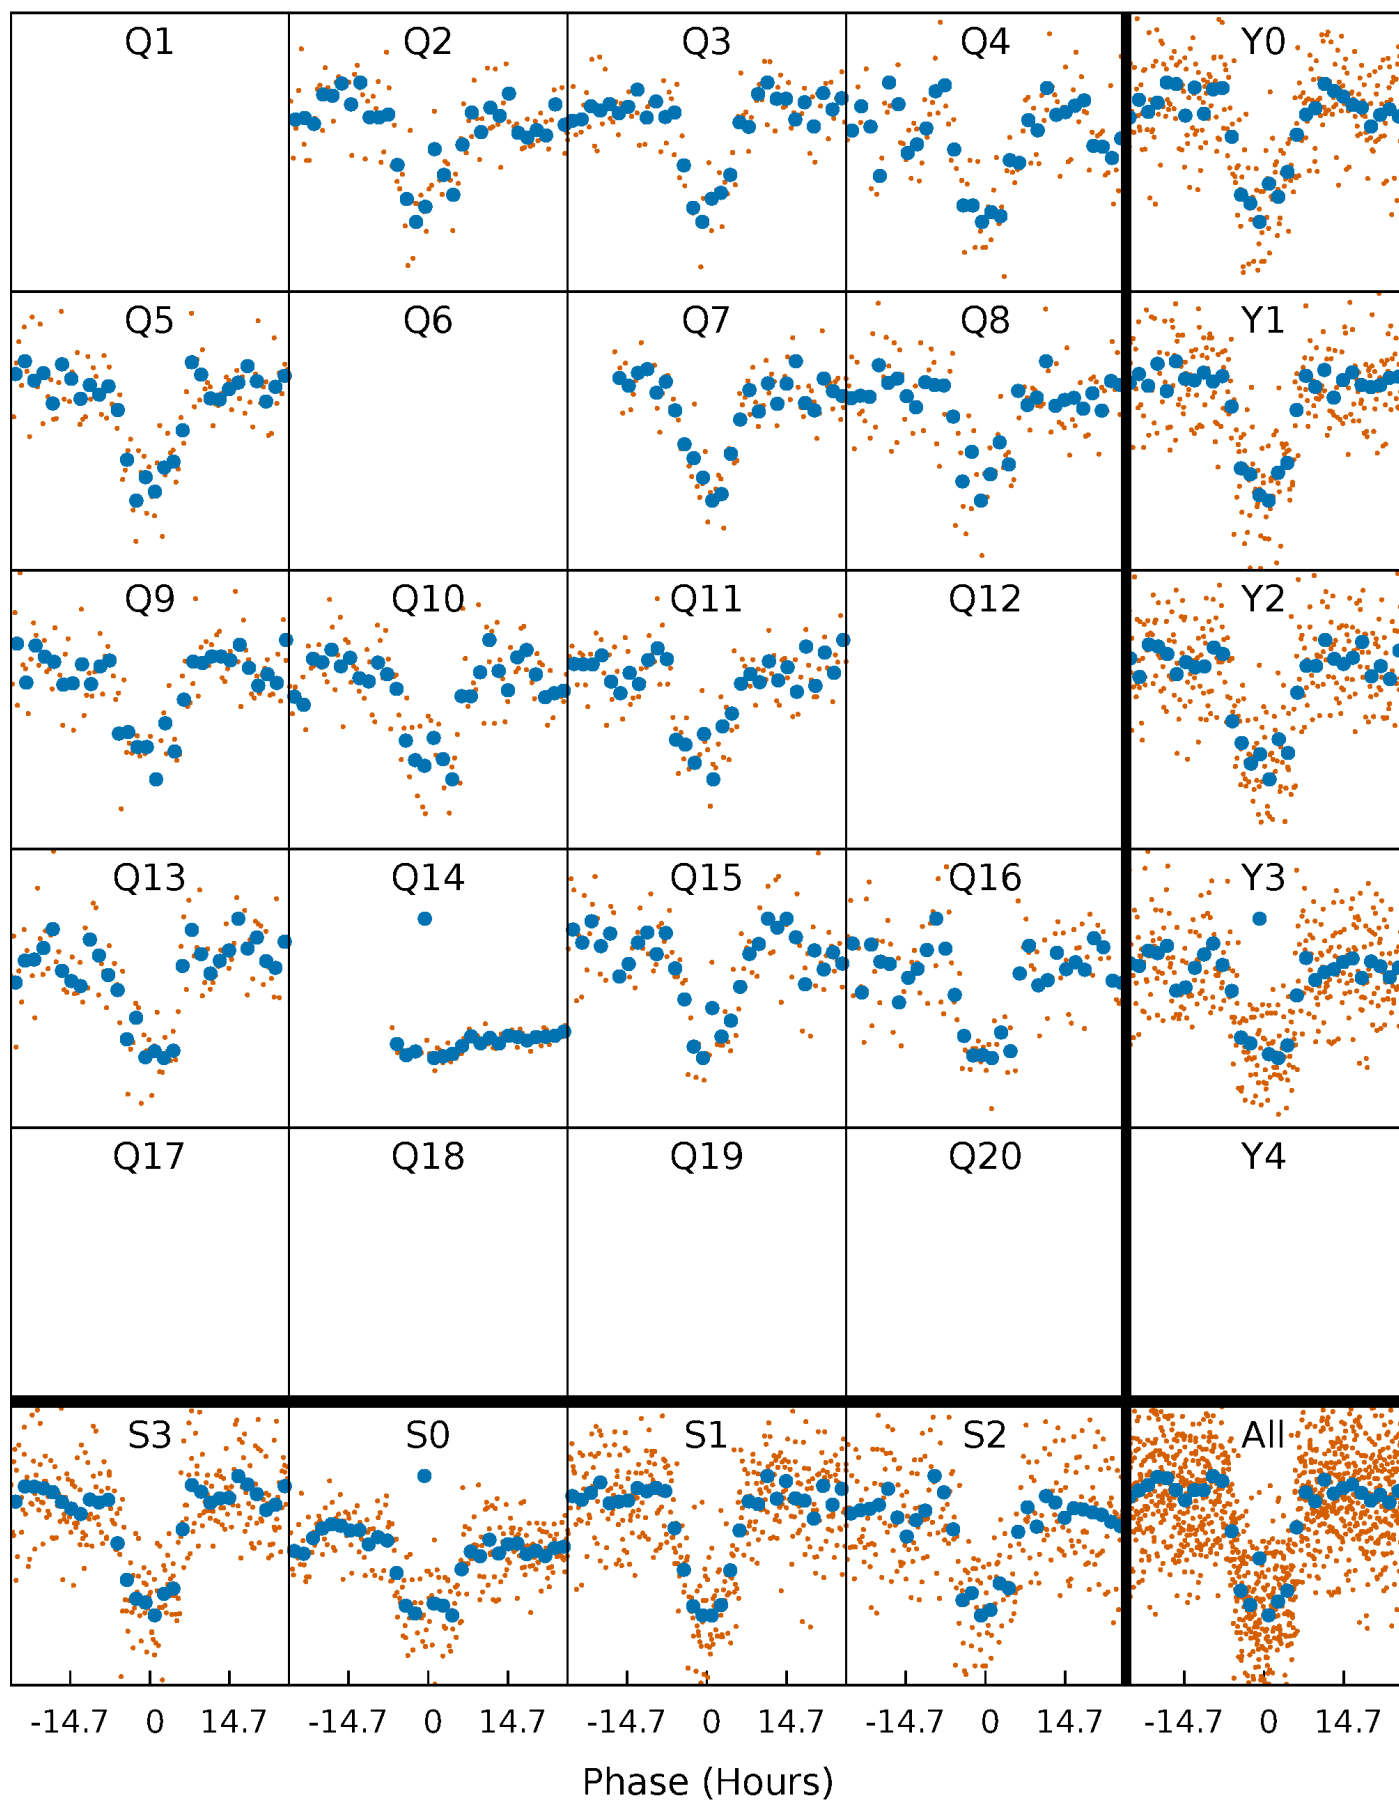 Q1 Q2 Q3 Q4 Y0
Q5 Q6 Q7 Q8 Y1
Q9 Q10 Q11 Q12 Y2
Q13 Q14 Q15 Q16 Y3
Q17 Q18 Q19 Q20 Y4
S3 S0 S1 S2 All
-14.7 0 14.7 -14.7 0 14.7 -14.7 0 14.7 -14.7 0 14.7 -14.7 0 14.7
Phase (Hours)